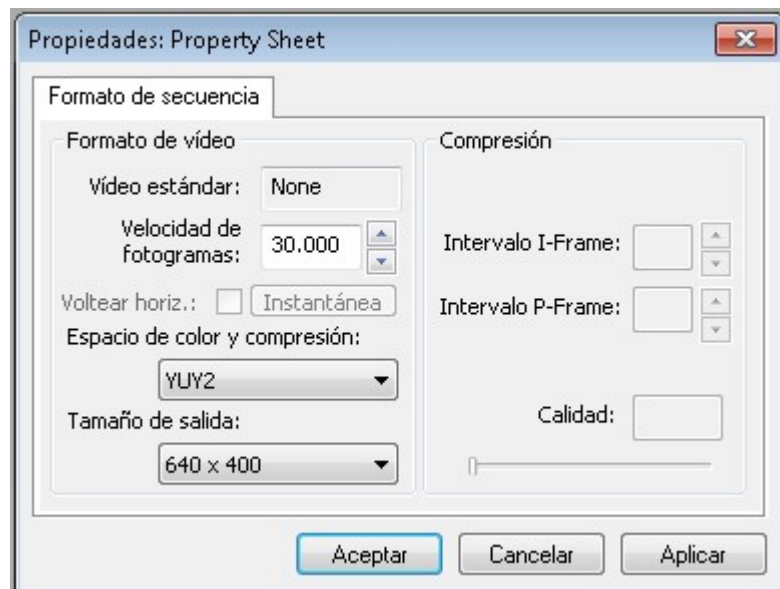 Propiedades: Property Sheet
Formato de secuencia
Formato de vídeo
Vídeo estándar: None
Velocidad de
fotogramas: 30.000
Voltear horiz.: Instantánea
Espacio de color y compresión:
YUY2
Tamaño de salida:
640 x 400
Compresión
Intervalo I-Frame:
Intervalo P-Frame:
Calidad:
Aceptar Cancelar Aplicar